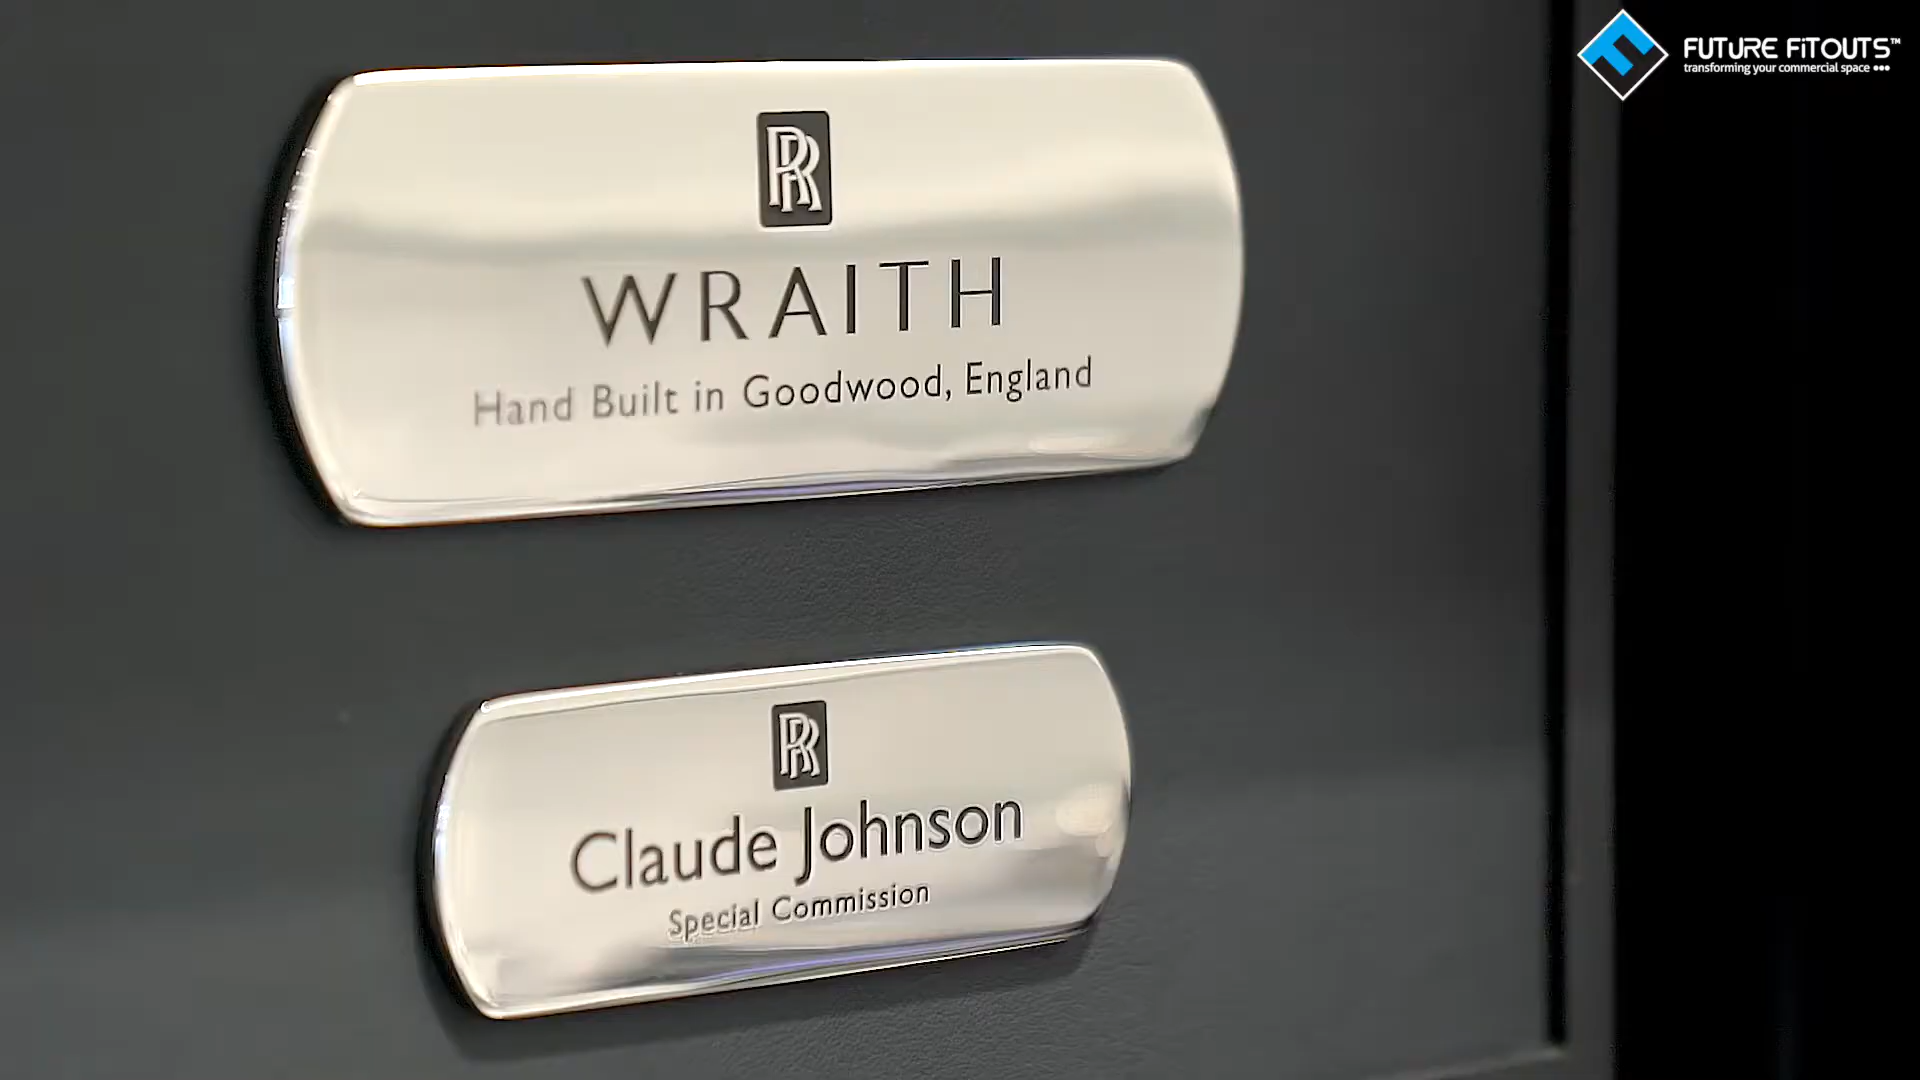 FUTURE FiTOUTS™
transforming your commercial space •••
RR
WRAITH
Hand Built in Goodwood, England
RR
Claude Johnson
Special Commission